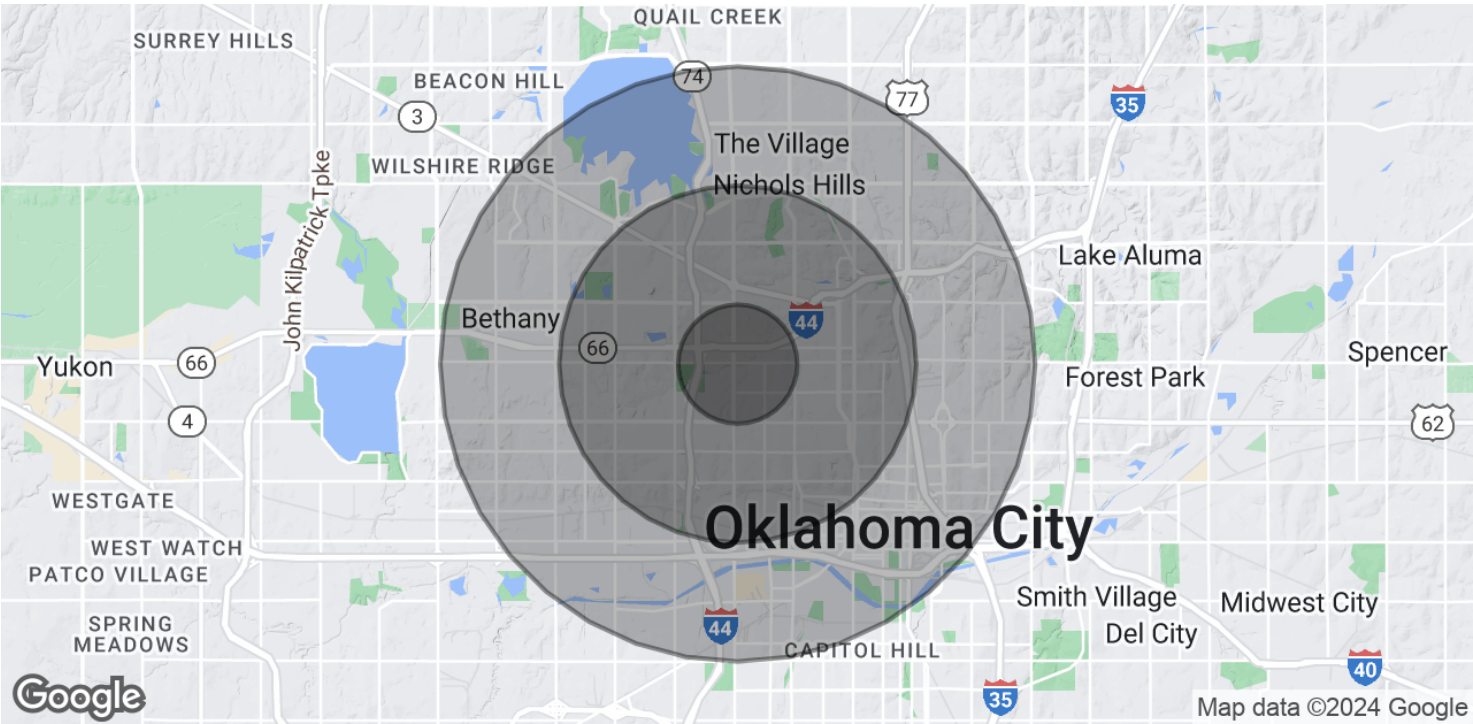 QUAIL CREEK
SURREY HILLS
74
BEACON HILL
77
35
3
The Village
WILSHIRE RIDGE
Nichols Hills
John Kilpatrick Tpke
Lake Aluma
Bethany
44
66
Spencer
Yukon
66
Forest Park
4
62
WESTGATE
Oklahoma City
WEST WATCH
PATCO VILLAGE
Smith Village
Midwest City
SPRING
MEADOWS
44
Del City
CAPITOL HILL
40
Google
35
Map data ©2024 Google